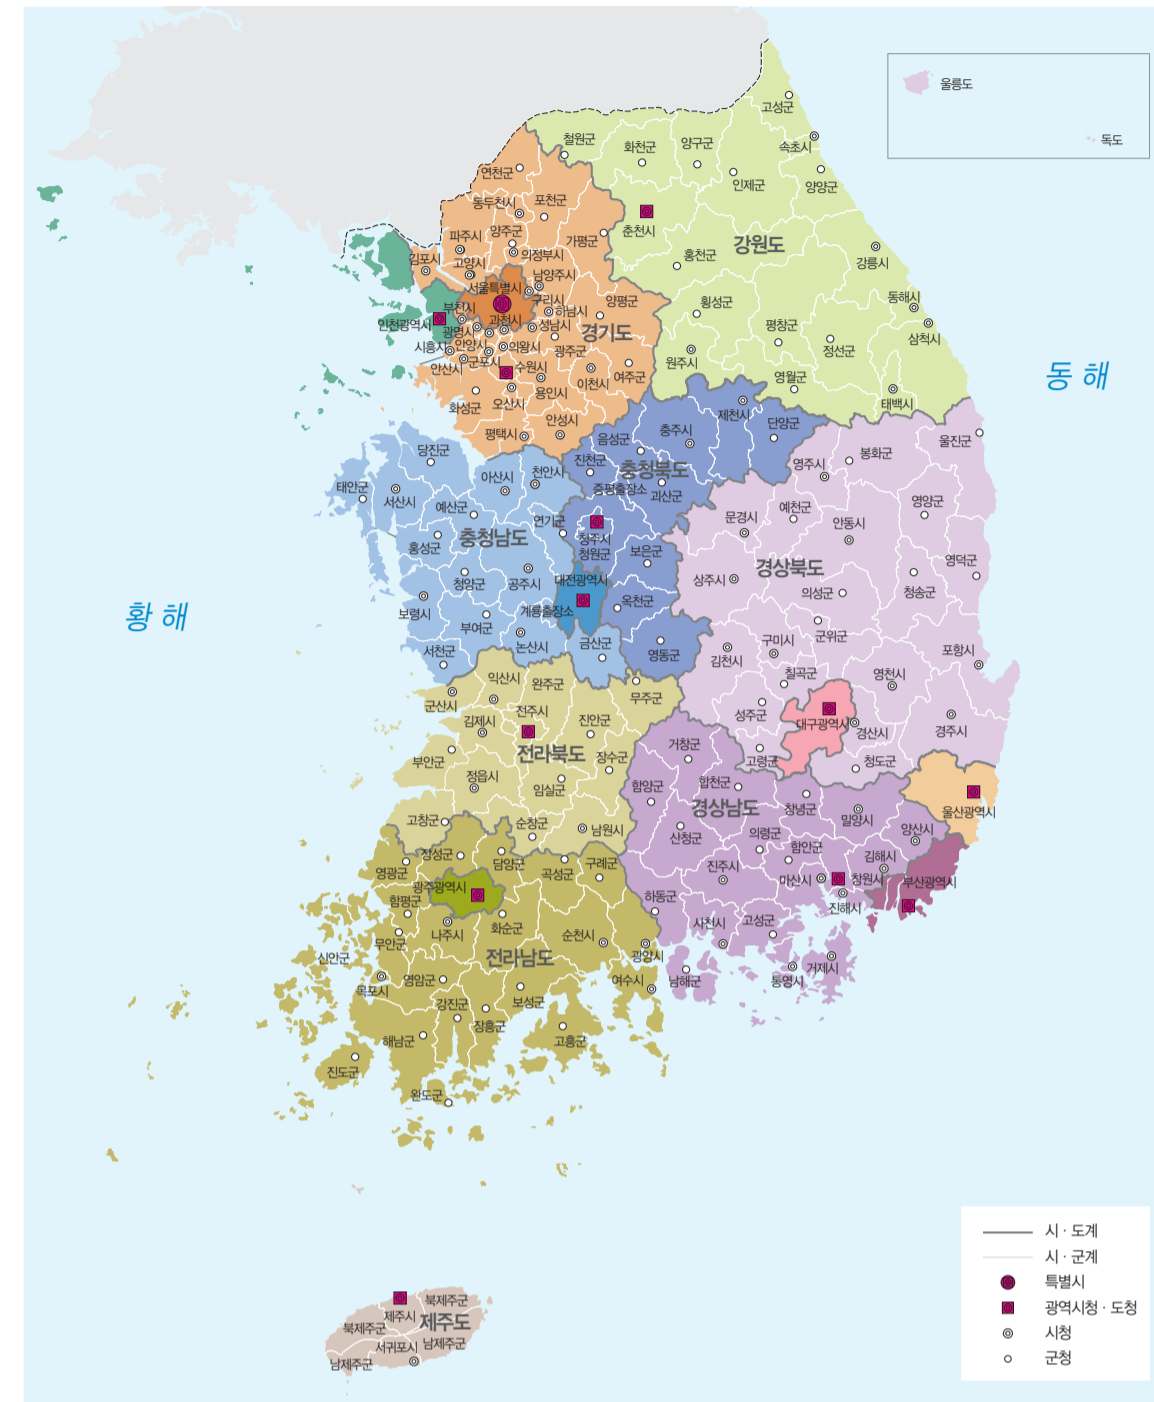 울릉도
독도
고성군
철원군
화천군
양구군
속초시
연천군
인제군
양양군
동두천시
포천군
춘천시
강원도
파주시
양주군
가평군
홍천군
강릉시
김포시
고양시
의정부시
남양주시
서울특별시
구리시
하남시
양평군
횡성군
동해시
인천광역시
부천시
과천시
성남시
경기도
평창군
정선군
삼척시
광명시
시흥시
안양시
의왕시
광주군
원주시
안산시
군포시
수원시
이천시
여주군
영월군
태백시
동해
화성군
오산시
용인시
평택시
안성시
제천시
단양군
충주시
음성군
울진군
당진군
진천군
충청북도
영주시
봉화군
태안군
서산시
아산시
천안시
증평출장소
괴산군
예산군
연기군
문경시
예천군
안동시
영양군
홍성군
충청남도
청주시
청원군
보은군
경상북도
영덕군
청양군
공주시
대전광역시
상주시
의성군
청송군
황해
보령시
부여군
계룡출장소
옥천군
군위군
서천군
논산시
금산군
영동군
김천시
구미시
포항시
익산시
완주군
무주군
칠곡군
영천시
군산시
김제시
전주시
진안군
성주군
대구광역시
경산시
경주시
부안군
전라북도
장수군
거창군
고령군
청도군
정읍시
임실군
함양군
합천군
경상남도
창녕군
밀양시
울산광역시
고창군
순창군
남원시
산청군
의령군
양산시
장성군
담양군
곡성군
구례군
함안군
김해시
영광군
광주광역시
진주시
마산시
창원시
부산광역시
함평군
나주시
화순군
하동군
진해시
무안군
순천시
광양시
사천시
고성군
신안군
전라남도
목포시
영암군
여수시
남해군
통영시
거제시
강진군
보성군
장흥군
해남군
고흥군
진도군
완도군
시 · 도계
시 · 군계
특별시
광역시청 · 도청
시청
군청
북제주군
제주시
제주도
북제주군
서귀포시
남제주군
남제주군